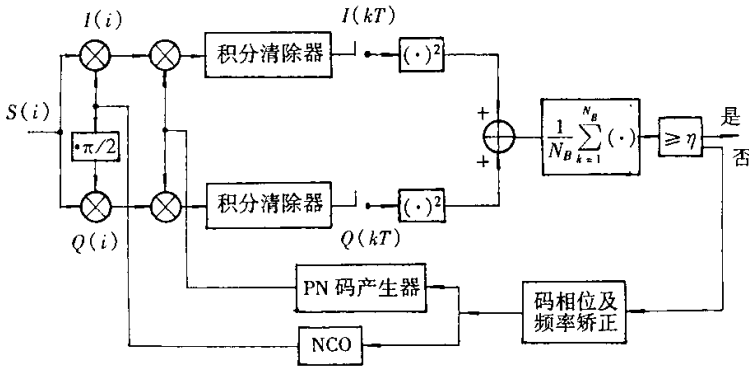 I(i)
I(kT)
积分清除器
(·)²
S(i)
π/2
+
+
1/N_B ∑_{k=1}^{N_B} (·)
≥η
是
否
积分清除器
(·)²
Q(i)
Q(kT)
PN 码产生器
码相位及
频率矫正
NCO